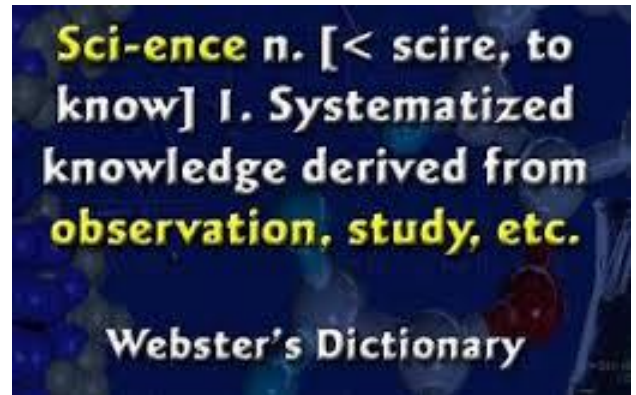 Sci-ence n. [< scire, to
know] 1. Systematized
knowledge derived from
observation, study, etc.
Webster's Dictionary